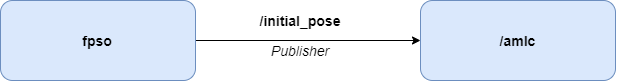 fpso
/initial_pose
Publisher
/amlc